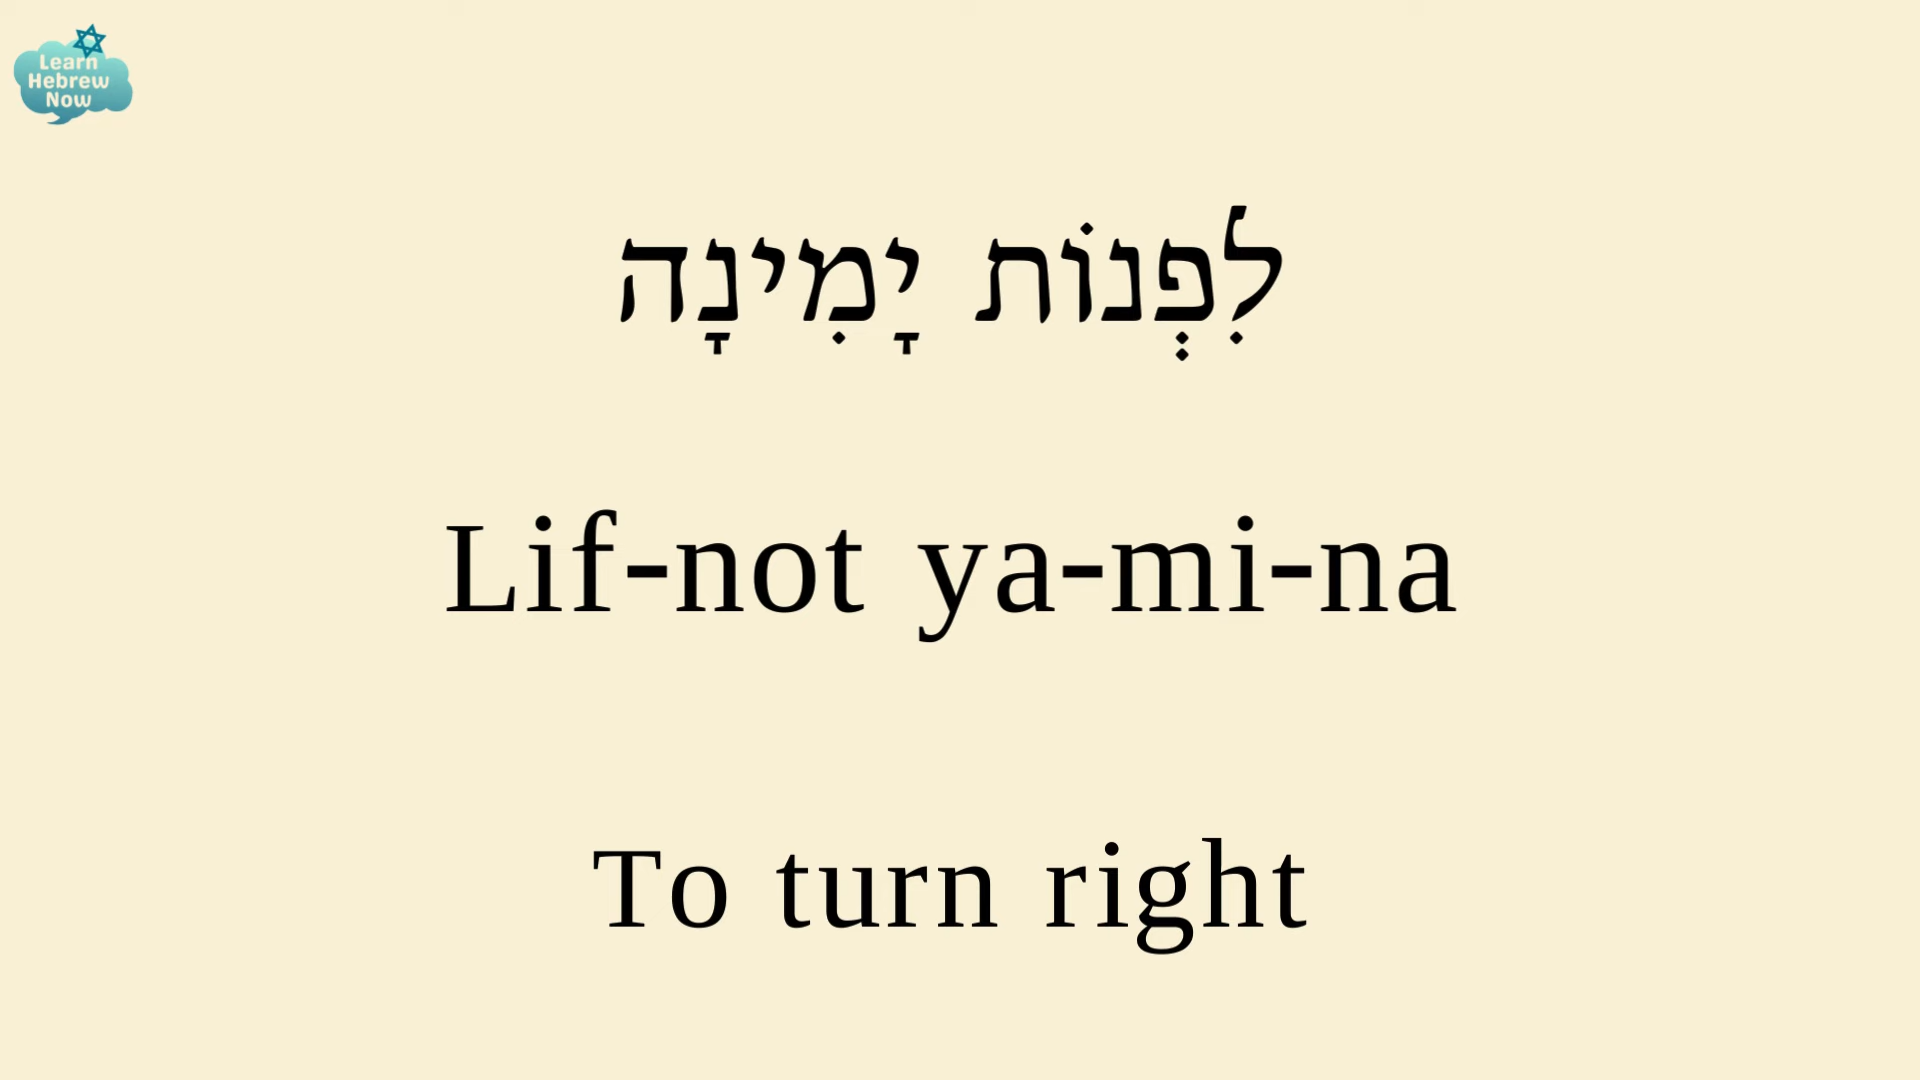 Learn
Hebrew
Now
לִפְנוֹת יָמִינָה
Lif-not ya-mi-na
To turn right